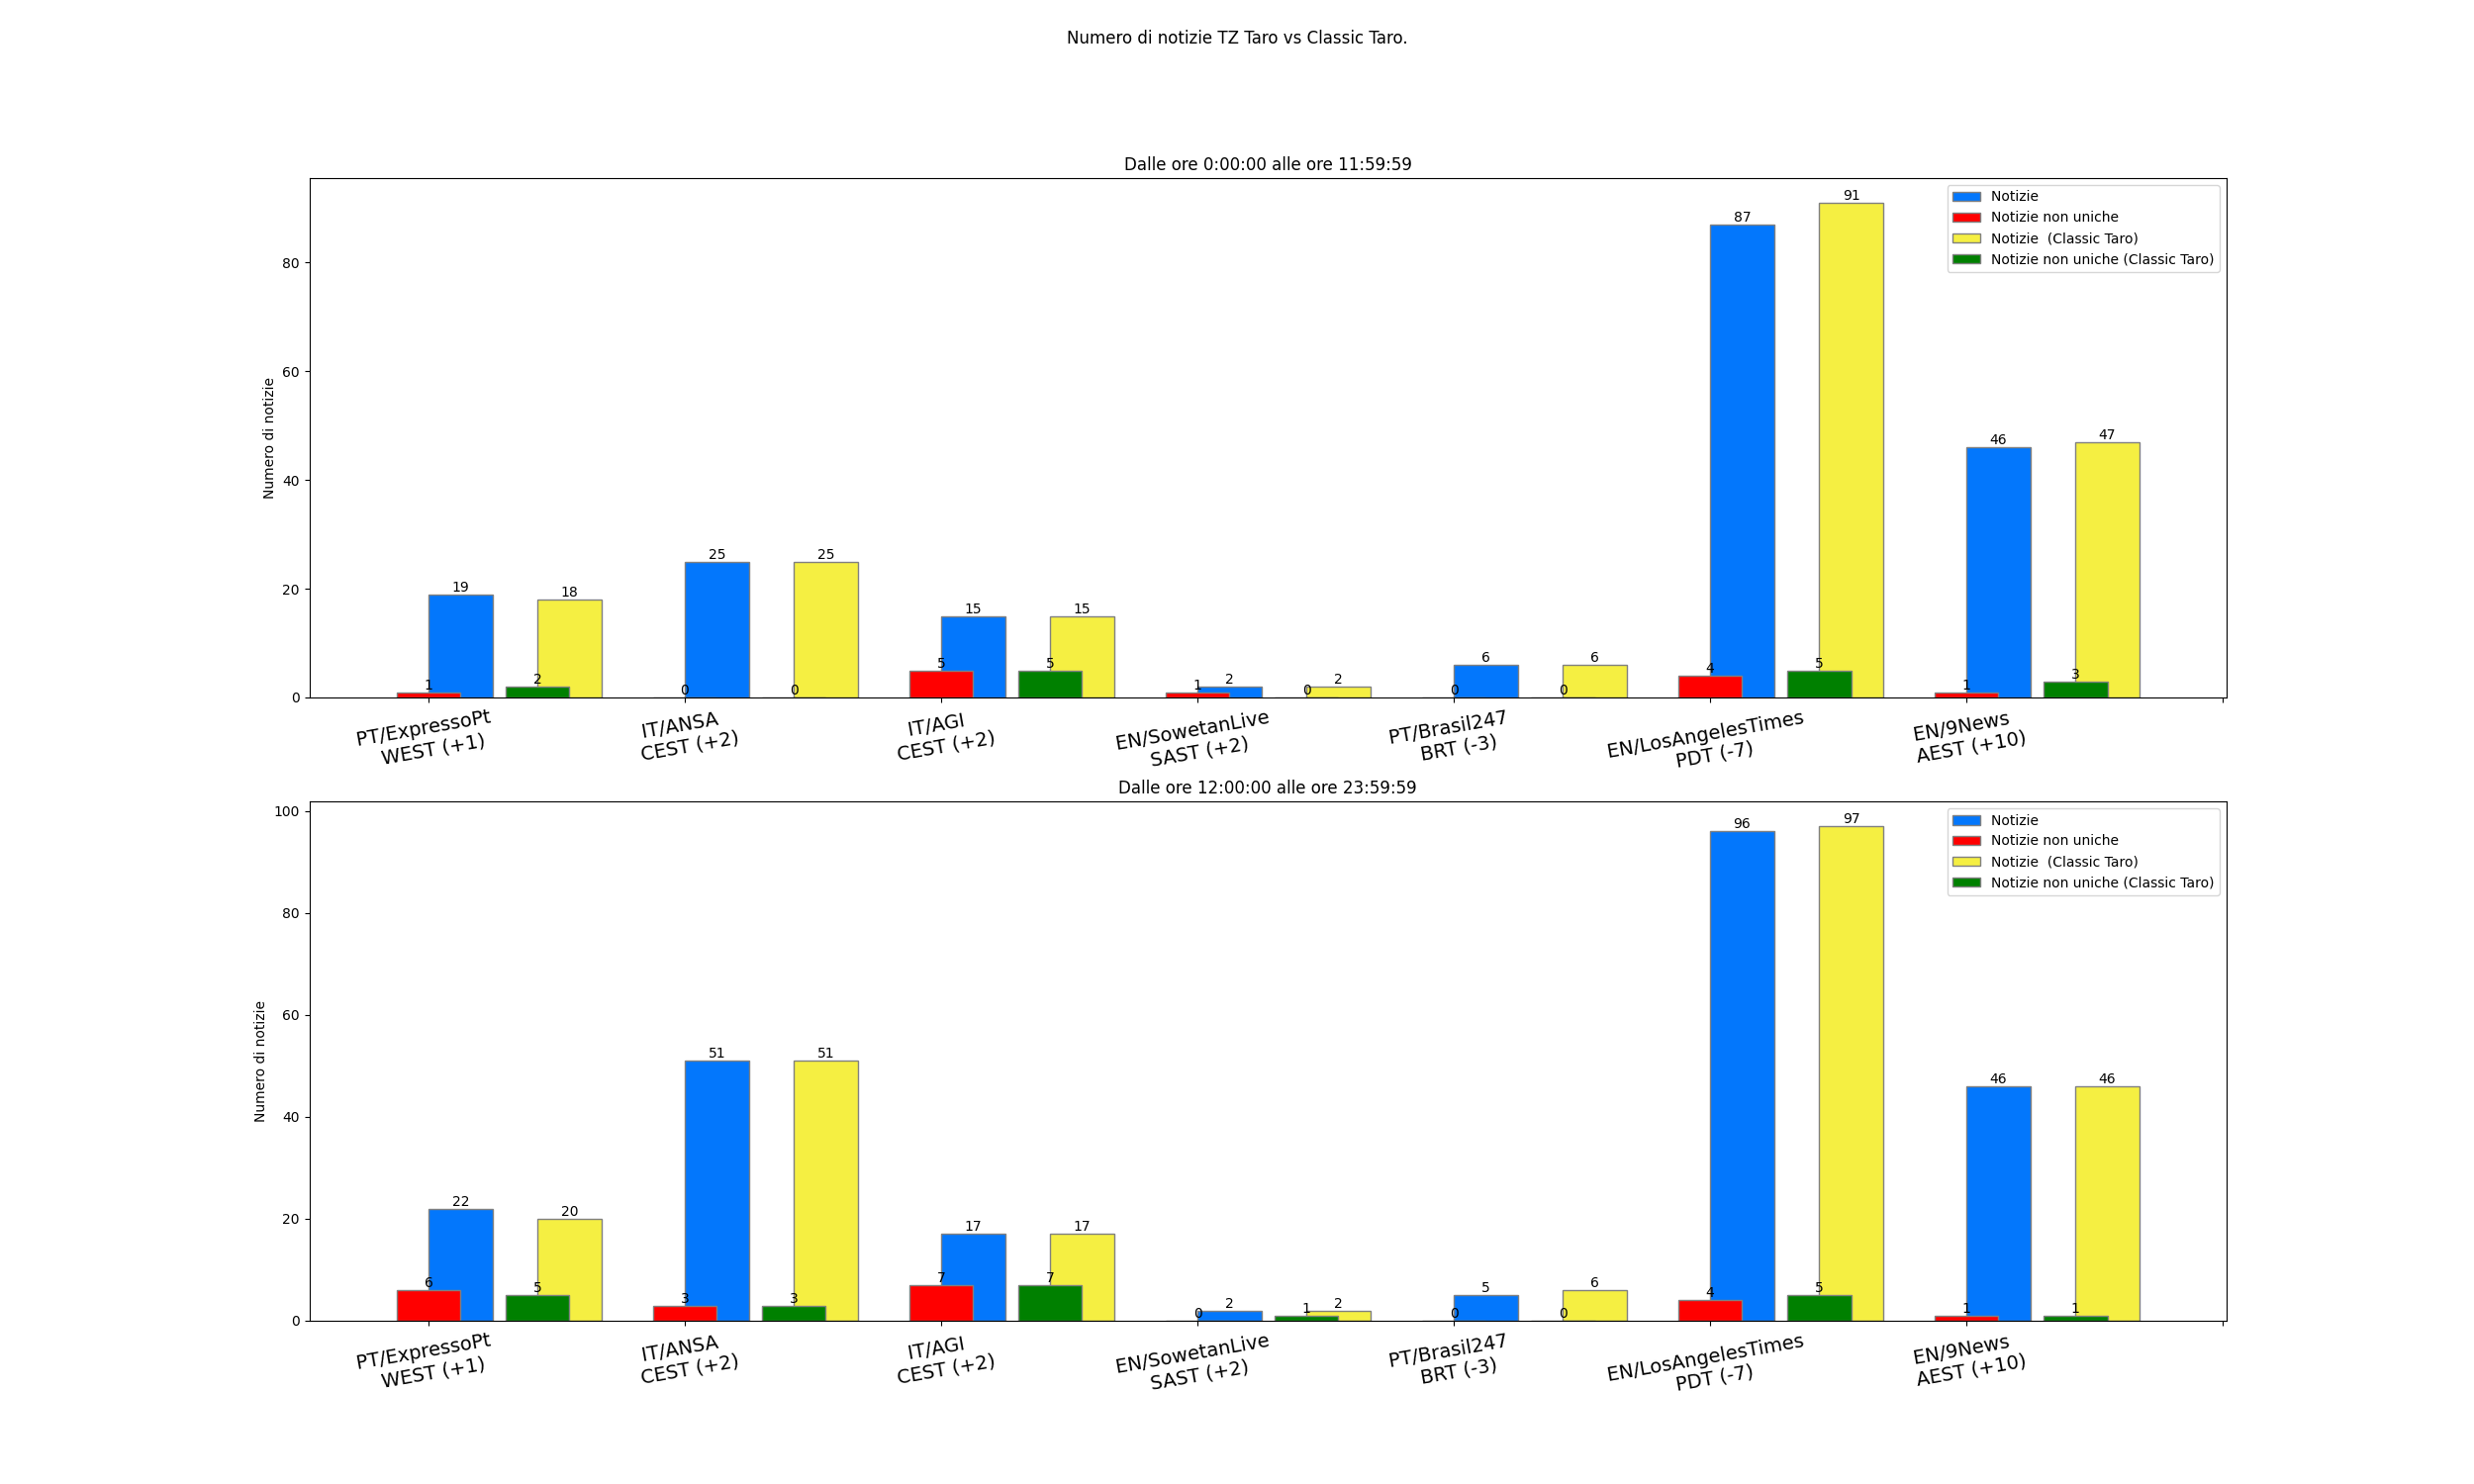 Numero di notizie TZ Taro vs Classic Taro.
Dalle ore 0:00:00 alle ore 11:59:59
Numero di notizie
80
60
40
20
0
Notizie
Notizie non uniche
Notizie  (Classic Taro)
Notizie non uniche (Classic Taro)
1 19 2 18
0 25 0 25
5 15 5 15
1 2 0 2
0 6 0 6
4 87 5 91
1 46 3 47
PT/ExpressoPt
WEST (+1)
IT/ANSA
CEST (+2)
IT/AGI
CEST (+2)
EN/SowetanLive
SAST (+2)
PT/Brasil247
BRT (-3)
EN/LosAngelesTimes
PDT (-7)
EN/9News
AEST (+10)
Dalle ore 12:00:00 alle ore 23:59:59
Numero di notizie
100
80
60
40
20
0
Notizie
Notizie non uniche
Notizie  (Classic Taro)
Notizie non uniche (Classic Taro)
6 22 5 20
3 51 3 51
7 17 7 17
0 2 1 2
0 5 0 6
4 96 5 97
1 46 1 46
PT/ExpressoPt
WEST (+1)
IT/ANSA
CEST (+2)
IT/AGI
CEST (+2)
EN/SowetanLive
SAST (+2)
PT/Brasil247
BRT (-3)
EN/LosAngelesTimes
PDT (-7)
EN/9News
AEST (+10)